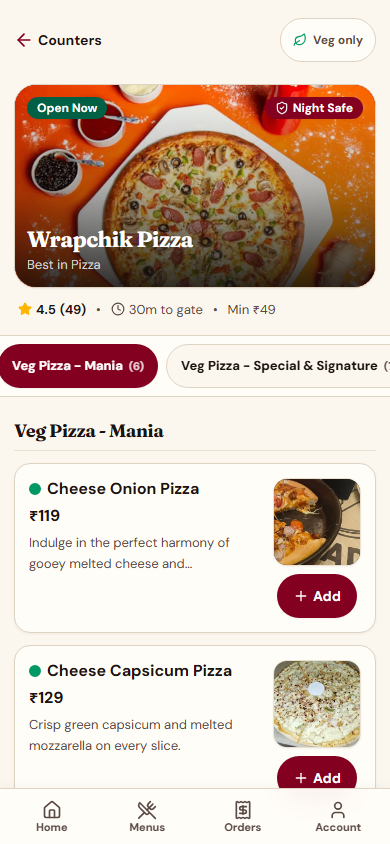 Counters
Veg only
Open Now
Night Safe
Wrapchik Pizza
Best in Pizza
4.5 (49) • 30m to gate • Min ₹49
Veg Pizza - Mania (6)
Veg Pizza - Special & Signature
Veg Pizza - Mania
Cheese Onion Pizza
₹119
Indulge in the perfect harmony of
gooey melted cheese and...
+ Add
Cheese Capsicum Pizza
₹129
Crisp green capsicum and melted
mozzarella on every slice.
+ Add
Home
Menus
Orders
Account